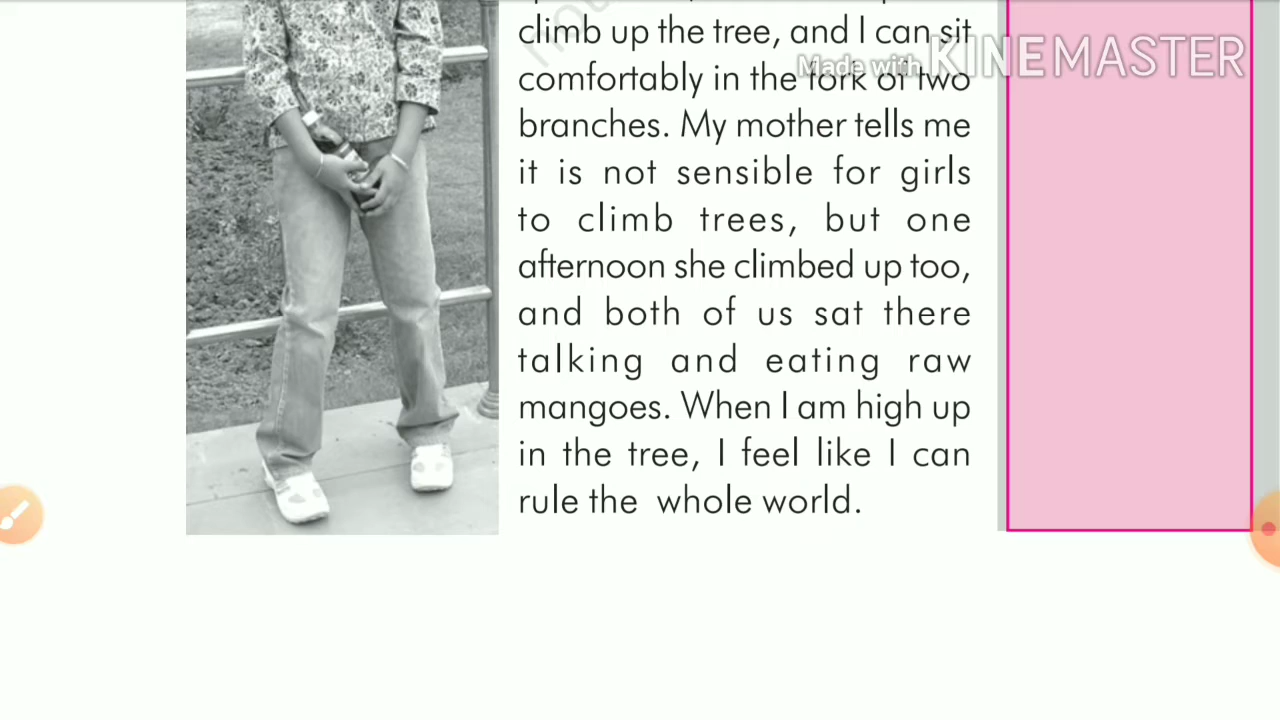 climb up the tree, and I can sit
Made with KINEMASTER
comfortably in the fork of two
branches. My mother tells me
it is not sensible for girls
to climb trees, but one
afternoon she climbed up too,
and both of us sat there
talking and eating raw
mangoes. When I am high up
in the tree, I feel like I can
rule the whole world.